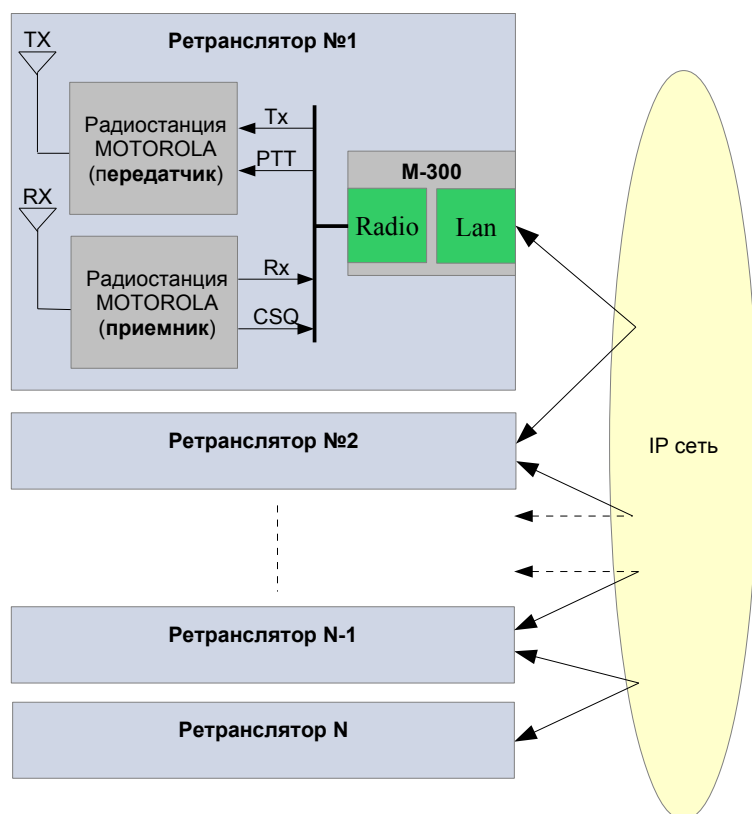 Ретранслятор №1
TX
Радиостанция
MOTOROLA
(передатчик)
Tx
PTT
M-300
Radio
Lan
RX
Радиостанция
MOTOROLA
(приемник)
Rx
CSQ
Ретранслятор №2
IP сеть
Ретранслятор N-1
Ретранслятор N